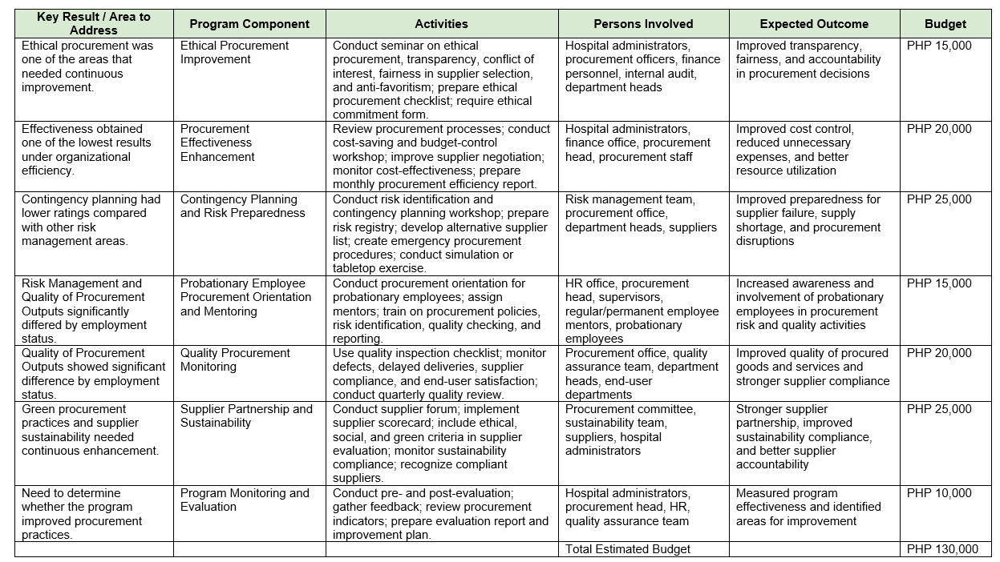 Key Result / Area to Address
Program Component
Activities
Persons Involved
Expected Outcome
Budget
Ethical procurement was
one of the areas that
needed continuous
improvement.
Ethical Procurement
Improvement
Conduct seminar on ethical
procurement, transparency, conflict of
interest, fairness in supplier selection,
and anti-favoritism; prepare ethical
procurement checklist; require ethical
commitment form.
Hospital administrators,
procurement officers, finance
personnel, internal audit,
department heads
Improved transparency,
fairness, and accountability
in procurement decisions
PHP 15,000
Effectiveness obtained
one of the lowest results
under organizational
efficiency.
Procurement
Effectiveness
Enhancement
Review procurement processes; conduct
cost-saving and budget-control
workshop; improve supplier negotiation;
monitor cost-effectiveness; prepare
monthly procurement efficiency report.
Hospital administrators,
finance office, procurement
head, procurement staff
Improved cost control,
reduced unnecessary
expenses, and better
resource utilization
PHP 20,000
Contingency planning had
lower ratings compared
with other risk
management areas.
Contingency Planning
and Risk Preparedness
Conduct risk identification and
contingency planning workshop; prepare
risk registry; develop alternative supplier
list; create emergency procurement
procedures; conduct simulation or
tabletop exercise.
Risk management team,
procurement office,
department heads, suppliers
Improved preparedness for
supplier failure, supply
shortage, and procurement
disruptions
PHP 25,000
Risk Management and
Quality of Procurement
Outputs significantly
differed by employment
status.
Probationary Employee
Procurement Orientation
and Mentoring
Conduct procurement orientation for
probationary employees; assign
mentors; train on procurement policies,
risk identification, quality checking, and
reporting.
HR office, procurement
head, supervisors,
regular/permanent employee
mentors, probationary
employees
Increased awareness and
involvement of probationary
employees in procurement
risk and quality activities
PHP 15,000
Quality of Procurement
Outputs showed significant
difference by employment
status.
Quality Procurement
Monitoring
Use quality inspection checklist; monitor
defects, delayed deliveries, supplier
compliance, and end-user satisfaction;
conduct quarterly quality review.
Procurement office, quality
assurance team, department
heads, end-user
departments
Improved quality of procured
goods and services and
stronger supplier compliance
PHP 20,000
Green procurement
practices and supplier
sustainability needed
continuous enhancement.
Supplier Partnership and
Sustainability
Conduct supplier forum; implement
supplier scorecard; include ethical,
social, and green criteria in supplier
evaluation; monitor sustainability
compliance; recognize compliant
suppliers.
Procurement committee,
sustainability team,
suppliers, hospital
administrators
Stronger supplier
partnership, improved
sustainability compliance,
and better supplier
accountability
PHP 25,000
Need to determine
whether the program
improved procurement
practices.
Program Monitoring and
Evaluation
Conduct pre- and post-evaluation;
gather feedback; review procurement
indicators; prepare evaluation report and
improvement plan.
Hospital administrators,
procurement head, HR,
quality assurance team
Measured program
effectiveness and identified
areas for improvement
PHP 10,000
Total Estimated Budget
PHP 130,000